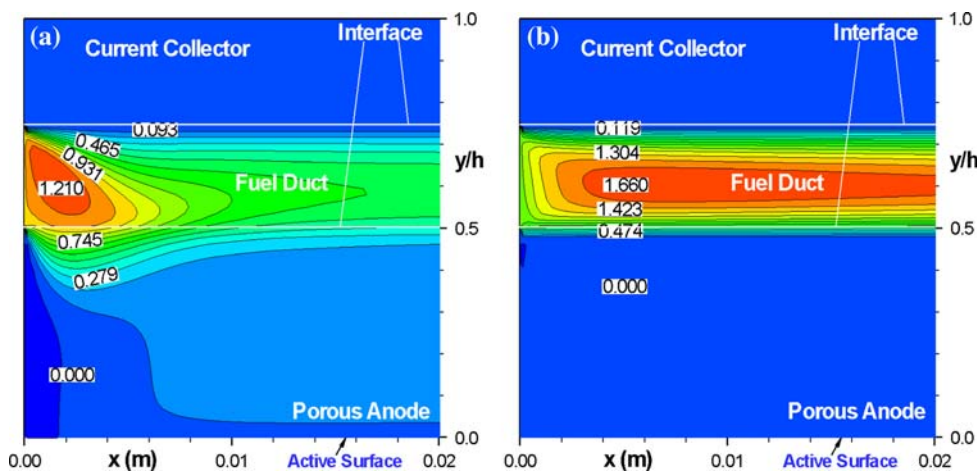 (a)
Current Collector
Interface
1.0
0.093
0.465
0.931
y/h
1.210
Fuel Duct
0.5
0.745
0.279
0.000
Porous Anode
0.0
0.00
x (m)
0.01
Active Surface
0.02
(b)
Current Collector
Interface
1.0
0.119
1.304
y/h
1.660
Fuel Duct
1.423
0.5
0.474
0.000
Porous Anode
0.0
0.00
x (m)
0.01
Active Surface
0.02